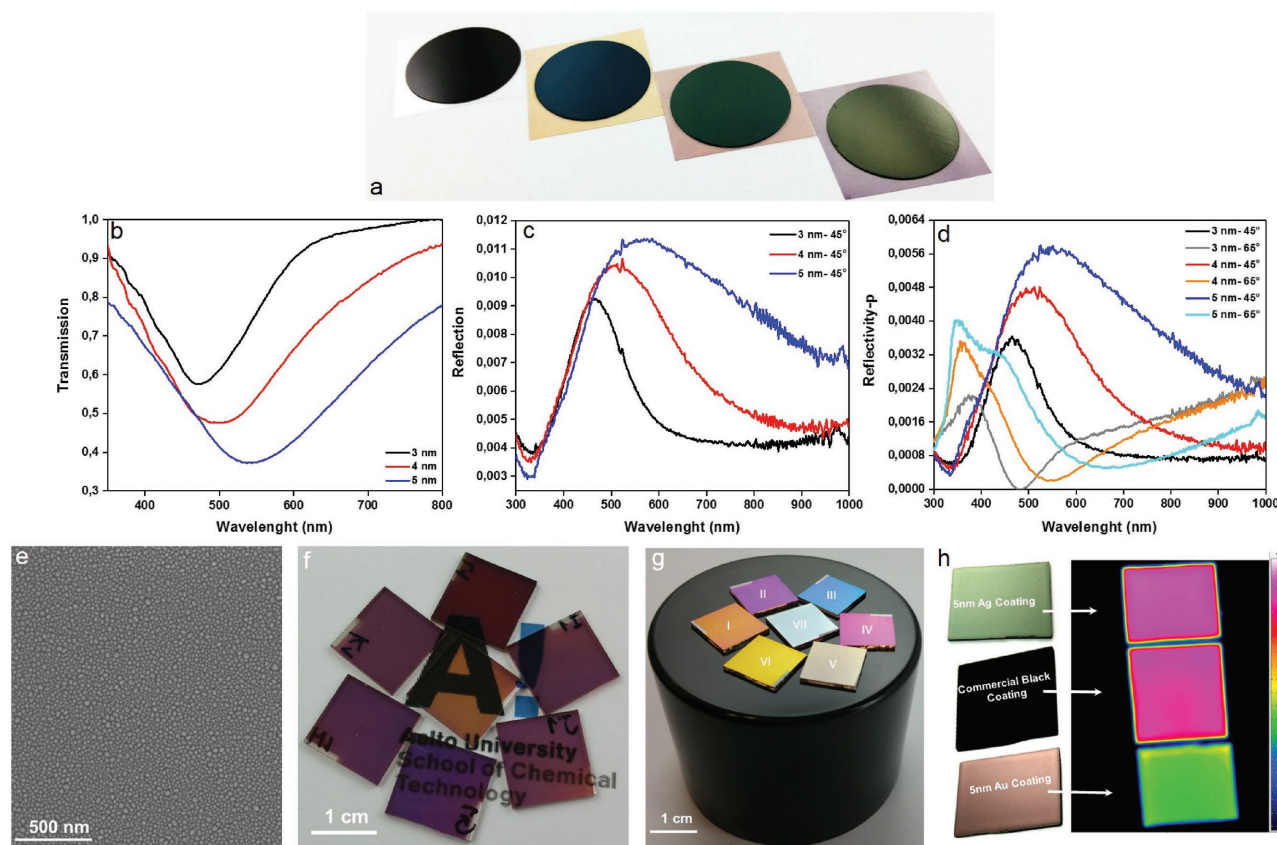 a
b
Transmission
1,0
0,9
0,8
0,7
0,6
0,5
0,4
0,3
400
500
600
700
800
Wavelenght (nm)
3 nm
4 nm
5 nm
c
Reflection
0,012
0,011
0,010
0,009
0,008
0,007
0,006
0,005
0,004
0,003
300
400
500
600
700
800
900
1000
Wavelenght (nm)
3 nm- 45°
4 nm- 45°
5 nm- 45°
d
Reflectivity-p
0,0064
0,0056
0,0048
0,0040
0,0032
0,0024
0,0016
0,0008
0,0000
300
400
500
600
700
800
900
1000
Wavelenght (nm)
3 nm- 45°
3 nm- 65°
4 nm- 45°
4 nm- 65°
5 nm- 45°
5 nm- 65°
e
500 nm
f
A!
Aalto University
School of Chemical
Technology
1 cm
g
I
II
III
IV
V
VI
VII
1 cm
h
5nm Ag Coating
Commercial Black
Coating
5nm Au Coating